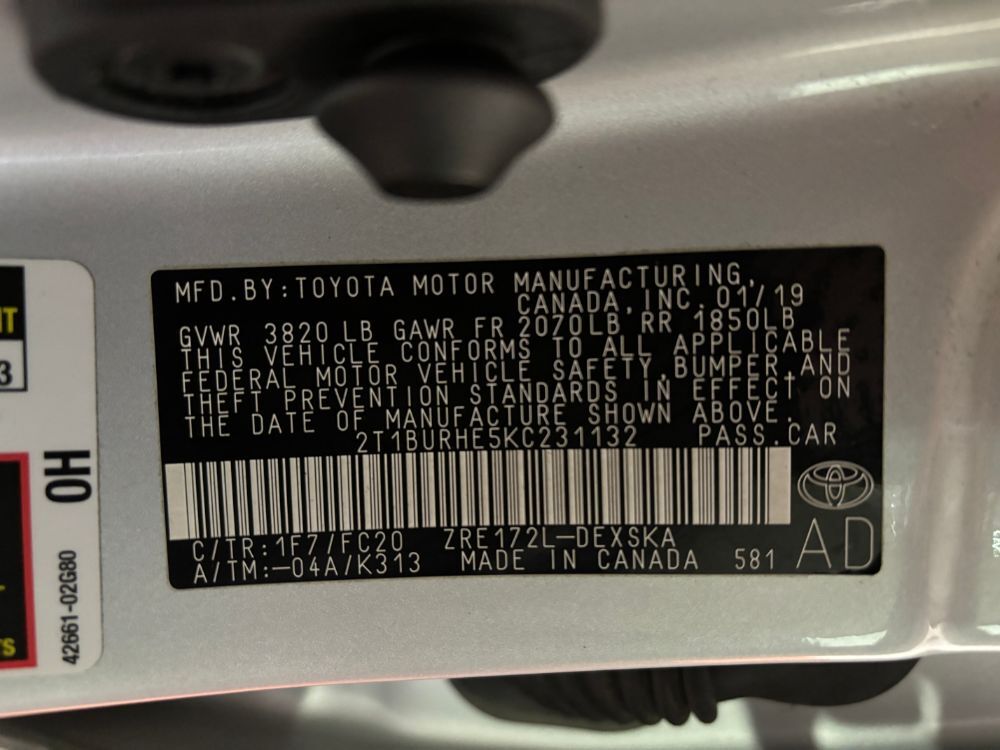 MFD.BY:TOYOTA MOTOR MANUFACTURING,
CANADA,INC. 01/19
GVWR 3820 LB GAWR FR 2070LB RR 1850LB
THIS VEHICLE CONFORMS TO ALL APPLICABLE
FEDERAL MOTOR VEHICLE SAFETY,BUMPER,AND
THEFT PREVENTION STANDARDS IN EFFECT ON
THE DATE OF MANUFACTURE SHOWN ABOVE.
2T1BURHE5KC231132 PASS.CAR
C/TR:1F7/FC20 ZRE172L-DEXSKA
A/TM:-04A/K313 MADE IN CANADA 581 AD
3
OH
42661-02G80